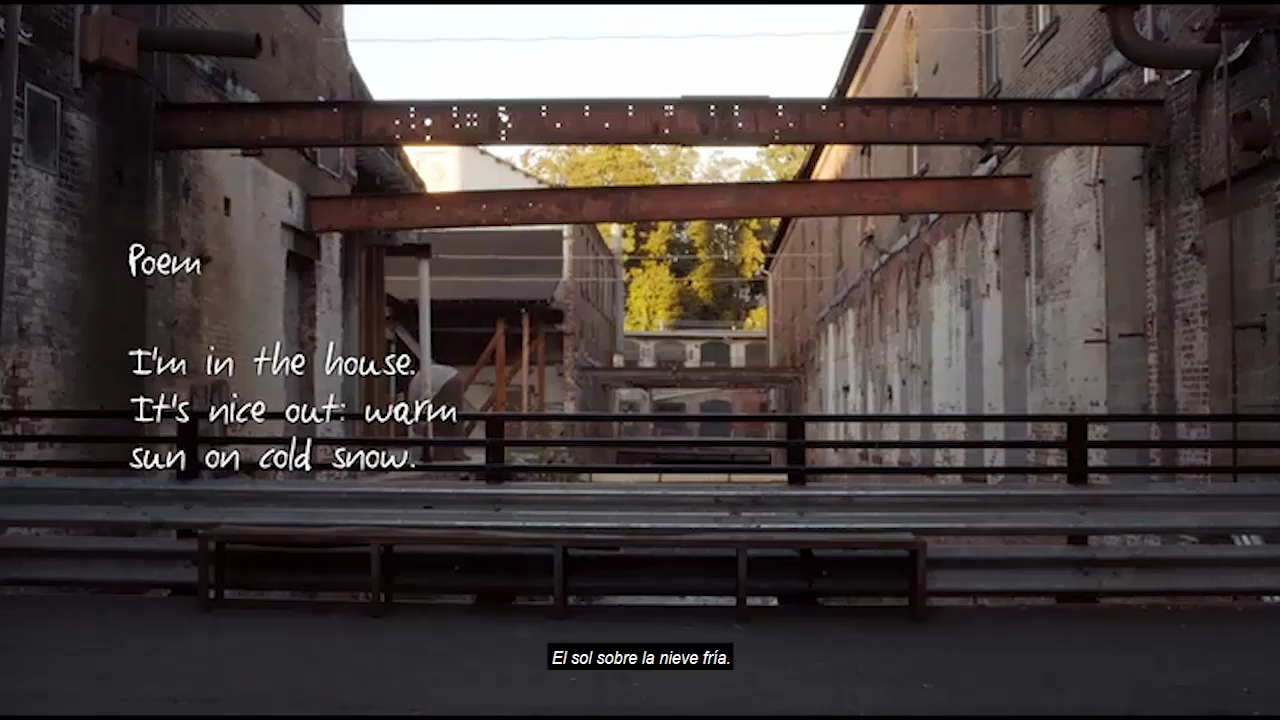 Poem
I'm in the house.
It's nice out: warm
sun on cold snow.
El sol sobre la nieve fría.